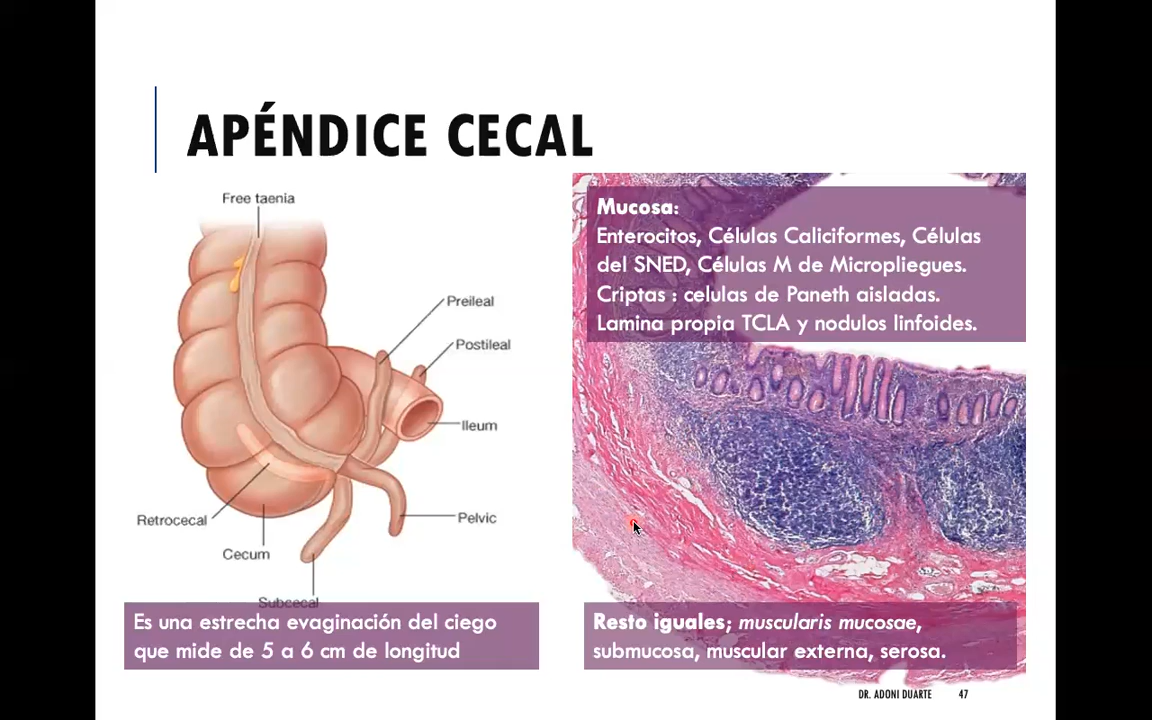 APÉNDICE CECAL
Free taenia
Preileal
Postileal
Ileum
Pelvic
Retrocecal
Cecum
Subcecal
Es una estrecha evaginación del ciego
que mide de 5 a 6 cm de longitud
Mucosa:
Enterocitos, Células Caliciformes, Células
del SNED, Células M de Micropliegues.
Criptas : celulas de Paneth aisladas.
Lamina propia TCLA y nodulos linfoides.
Resto iguales; muscularis mucosae,
submucosa, muscular externa, serosa.
DR. ADONI DUARTE 47